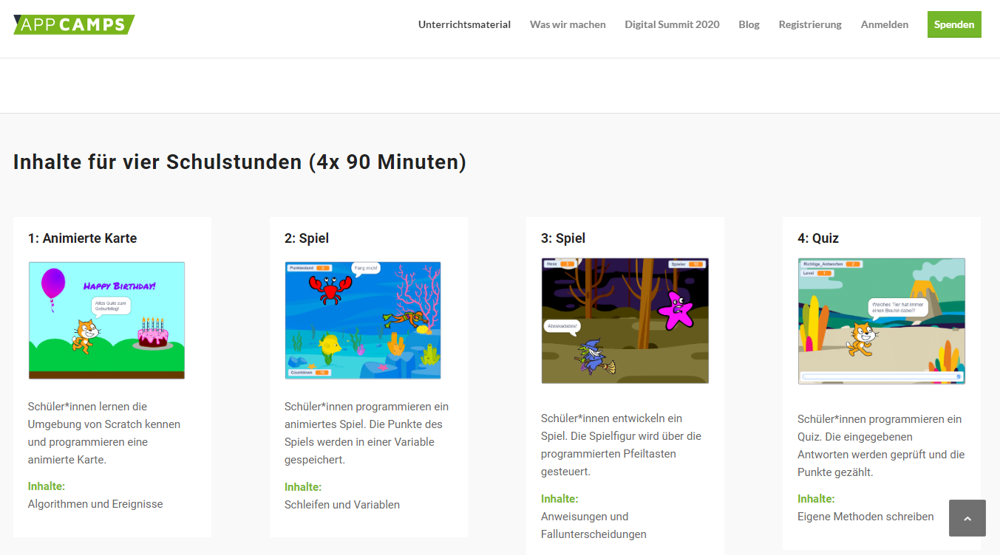 APP CAMPS
Unterrichtsmaterial
Was wir machen
Digital Summit 2020
Blog
Registrierung
Anmelden
Spenden
Inhalte für vier Schulstunden (4x 90 Minuten)
1: Animierte Karte
HAPPY BIRTHDAY!
Alles Gute zum
Geburtstag!
Schüler*innen lernen die
Umgebung von Scratch kennen
und programmieren eine
animierte Karte.
Inhalte:
Algorithmen und Ereignisse
2: Spiel
Punktestand
Fang mich!
Countdown
Schüler*innen programmieren ein
animiertes Spiel. Die Punkte des
Spiels werden in einer Variable
gespeichert.
Inhalte:
Schleifen und Variablen
3: Spiel
Hexe
Spieler
Abrakadabra!
Schüler*innen entwickeln ein
Spiel. Die Spielfigur wird über die
programmierten Pfeiltasten
gesteuert.
Inhalte:
Anweisungen und
Fallunterscheidungen
4: Quiz
Richtige_Antworten
Level 1
Welches Tier hat immer
einen Beutel dabei?
Schüler*innen programmieren ein
Quiz. Die eingegebenen
Antworten werden geprüft und die
Punkte gezählt.
Inhalte:
Eigene Methoden schreiben